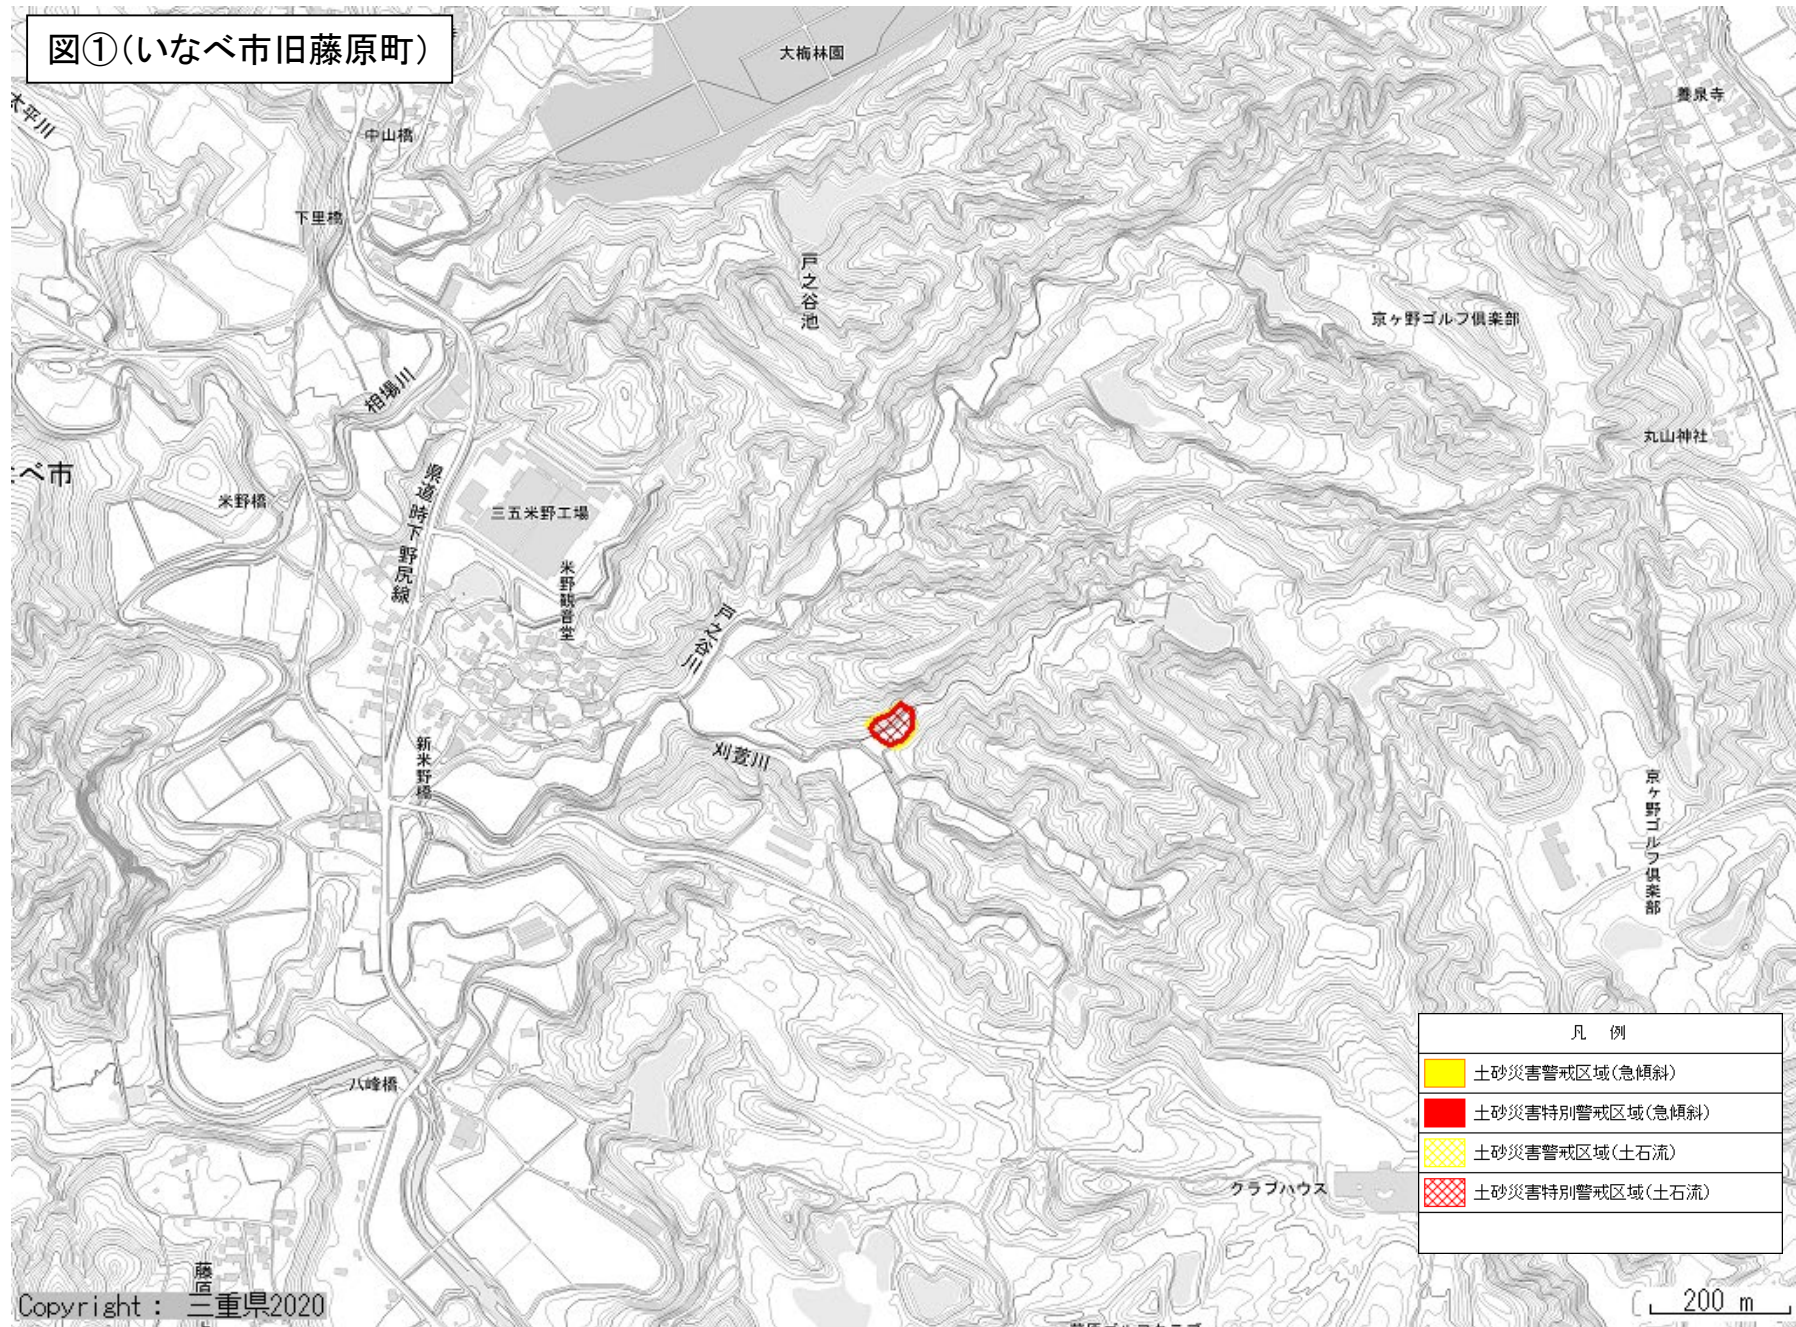 図①(いなべ市旧藤原町)
大梅林園
養泉寺
太平川
中山橋
下里橋
戸之谷池
京ヶ野ゴルフ倶楽部
相場川
丸山神社
べ市
米野橋
県道時下野尻線
三五米野工場
米野観音堂
戸之谷川
新米野橋
刈萱川
京ヶ野ゴルフ倶楽部
八峰橋
クラブハウス
凡 例
土砂災害警戒区域(急傾斜)
土砂災害特別警戒区域(急傾斜)
土砂災害警戒区域(土石流)
土砂災害特別警戒区域(土石流)
藤原
Copyright : 三重県2020
200 m